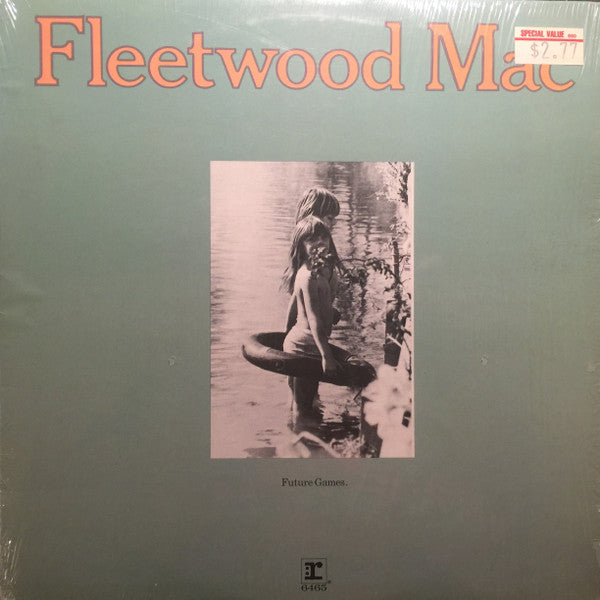 Fleetwood Mac
SPECIAL VALUE
$2.77
Future Games.
r
6465